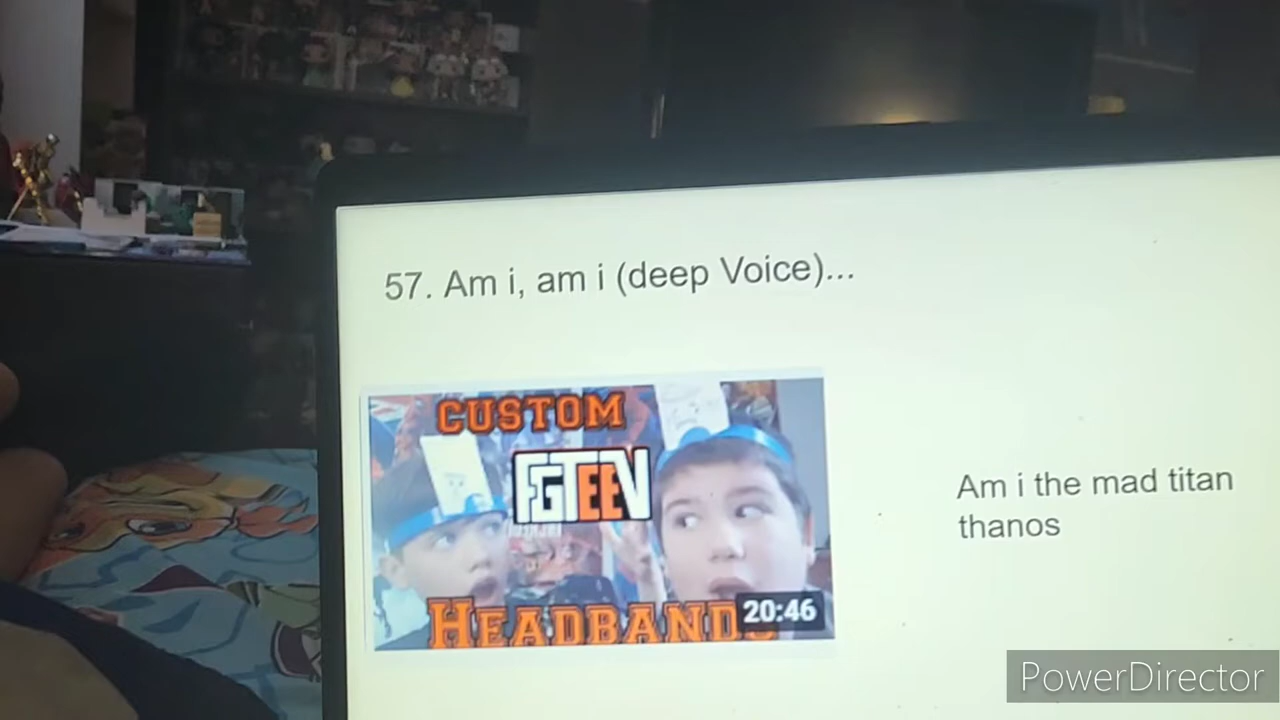 57. Am i, am i (deep Voice)...
CUSTOM
FGTEEV
HEADBANDS
20:46
Am i the mad titan
thanos
PowerDirector